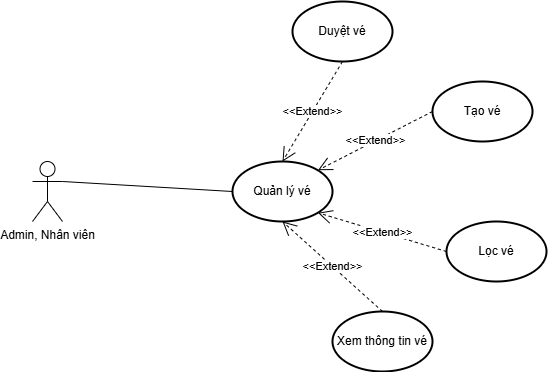 Duyệt vé
<<Extend>>
Tạo vé
<<Extend>>
Quản lý vé
Admin, Nhân viên
<<Extend>>
Lọc vé
<<Extend>>
Xem thông tin vé